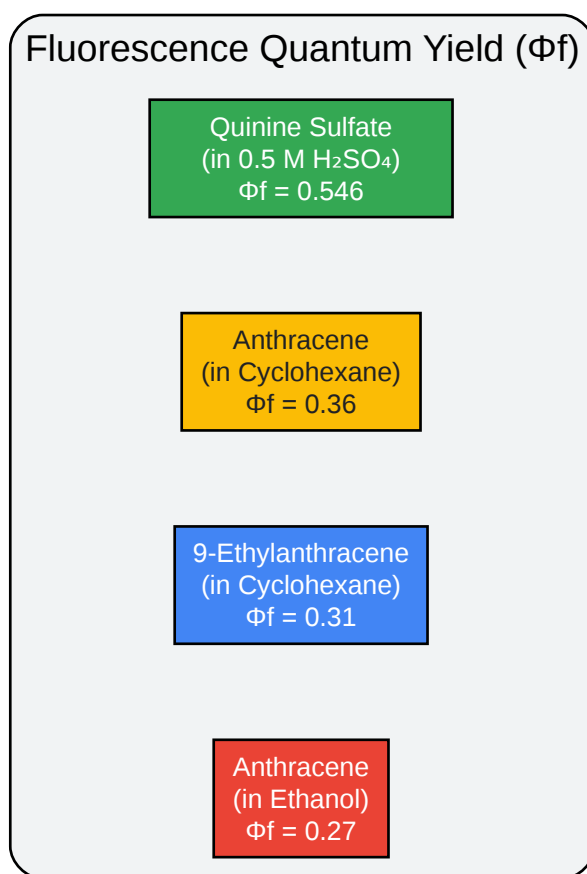 Fluorescence Quantum Yield (Φf)
Quinine Sulfate
(in 0.5 M H₂SO₄)
Φf = 0.546
Anthracene
(in Cyclohexane)
Φf = 0.36
9-Ethylanthracene
(in Cyclohexane)
Φf = 0.31
Anthracene
(in Ethanol)
Φf = 0.27